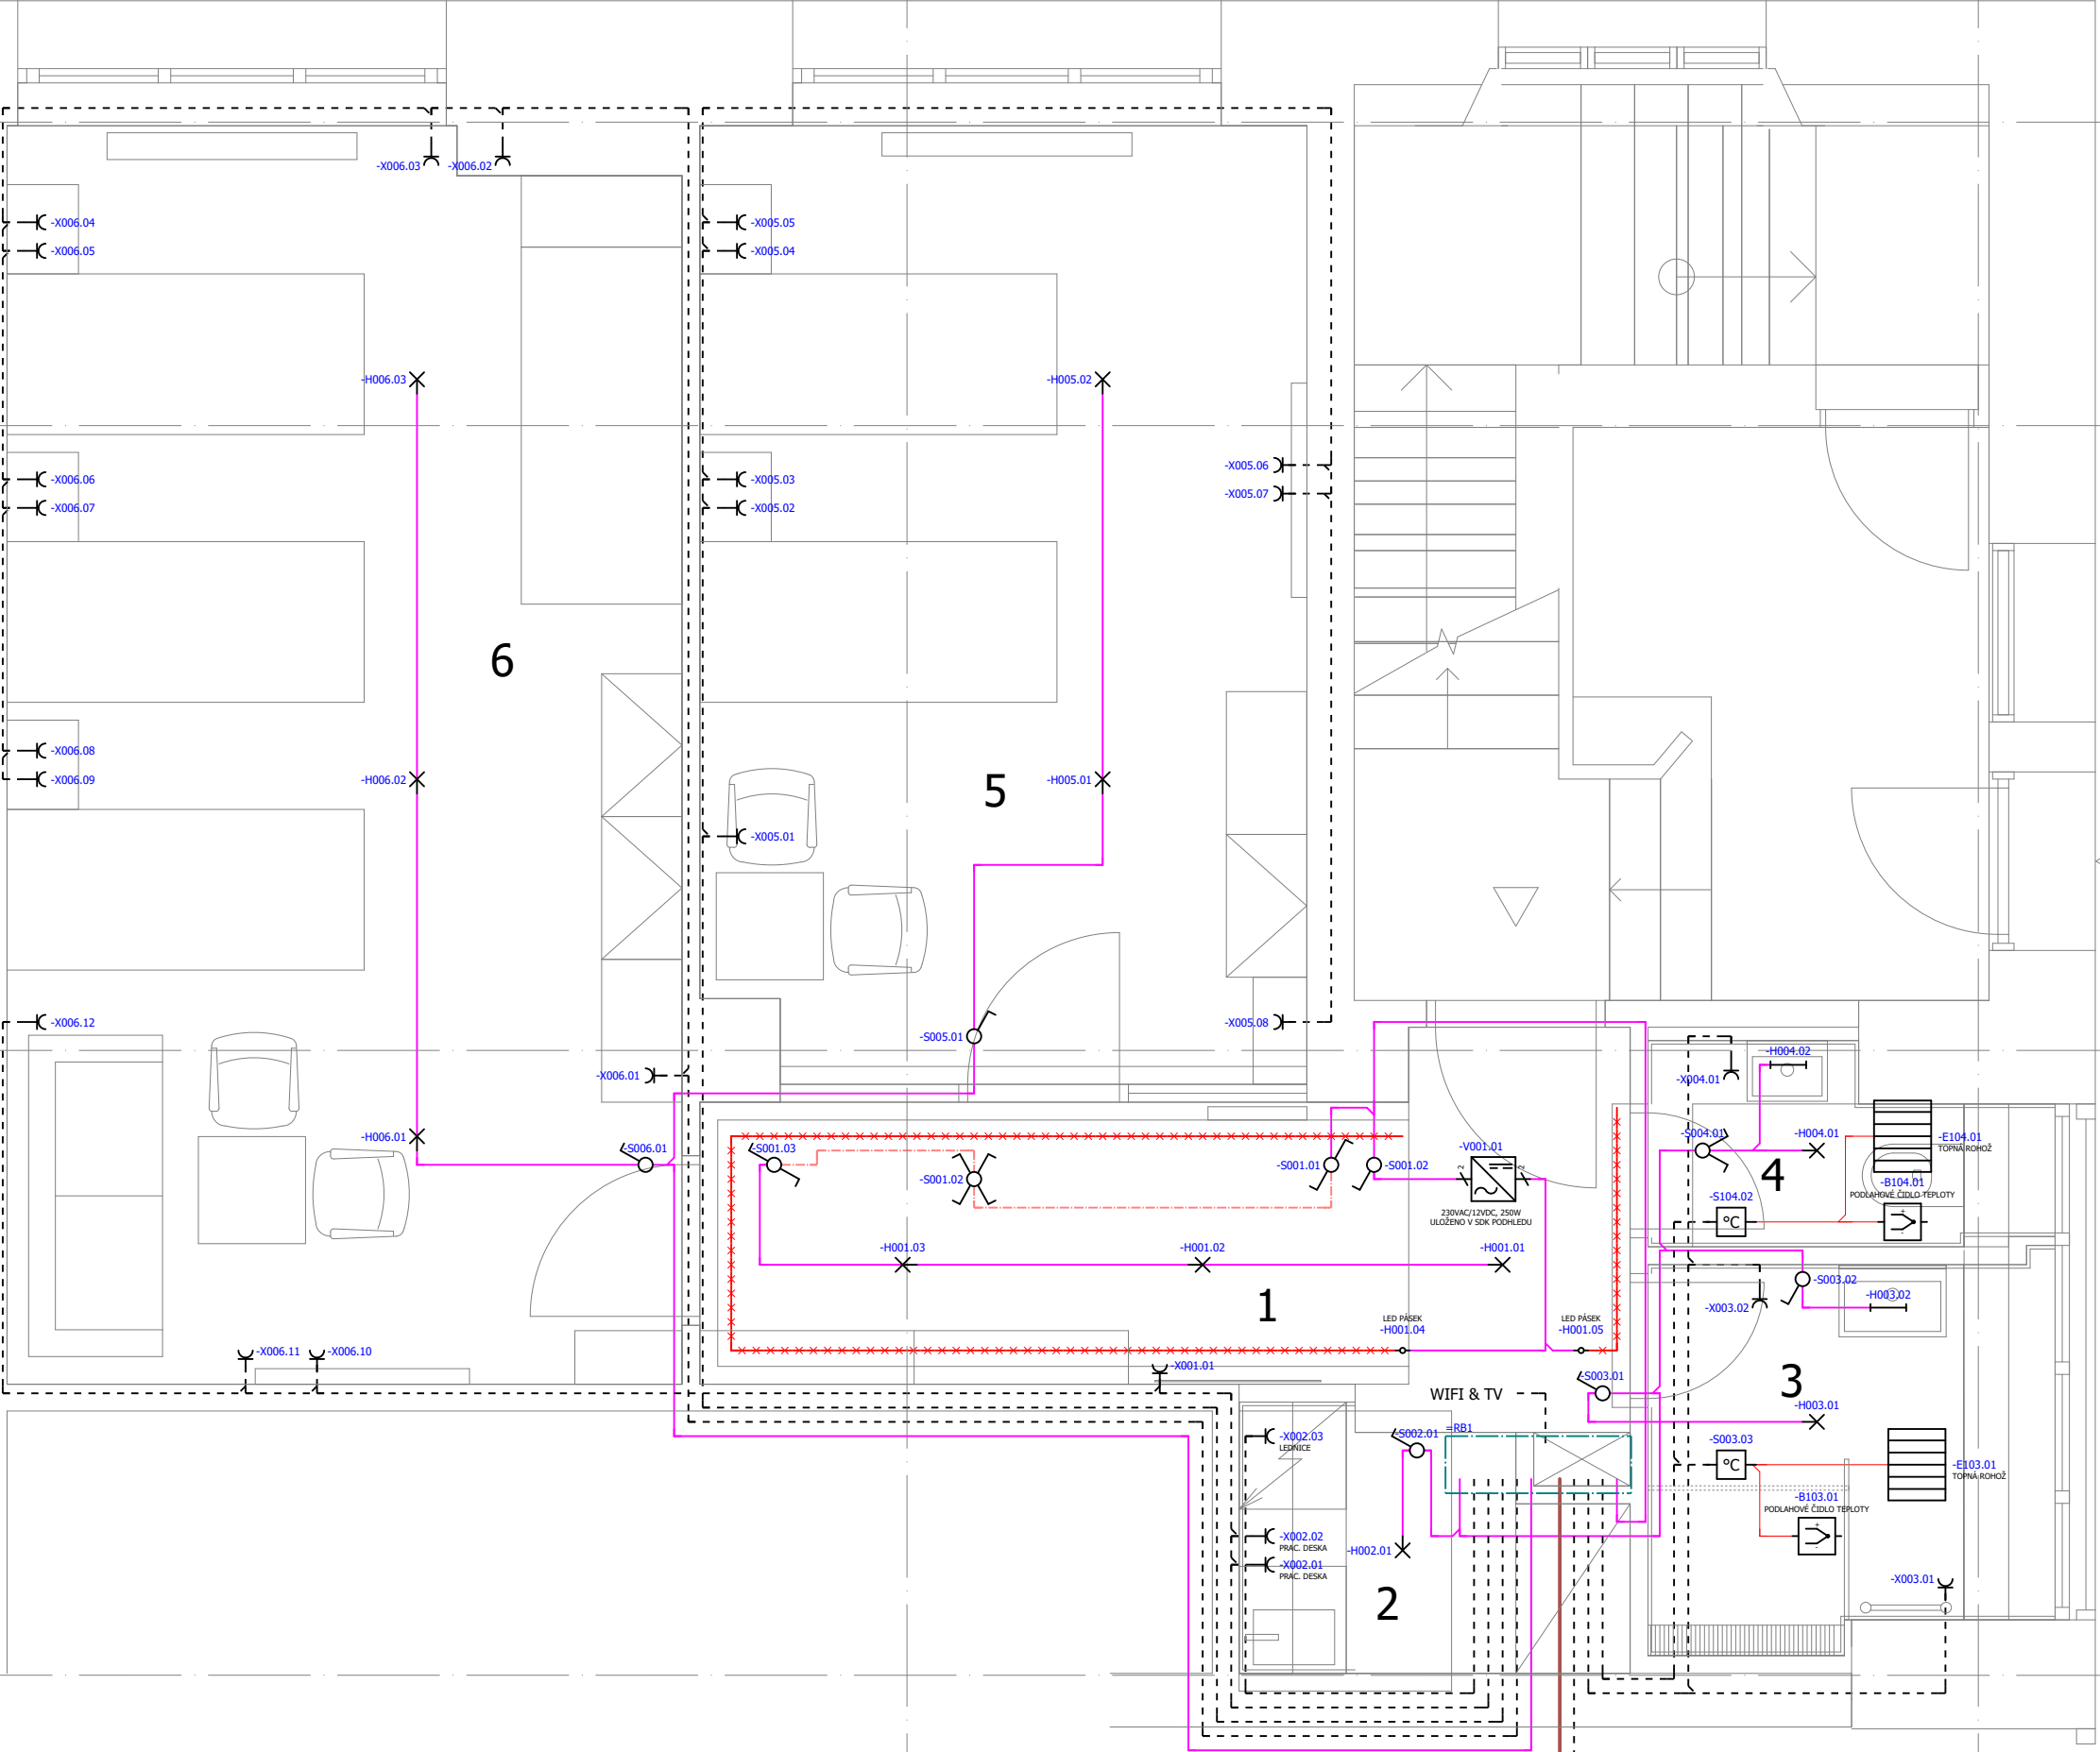 -X006.03
-X006.02
-X006.04
-X005.05
-X006.05
-X005.04
-H006.03
-H005.02
-X005.06
-X006.06
-X005.03
-X005.07
-X006.07
-X005.02
6
-X006.08
-X006.09
-H006.02
-H005.01
5
-X005.01
-X006.12
-X005.08
-S005.01
-H004.02
-X006.01
-X004.01
-H006.01
-S006.01
-S001.03
-V001.01
-S004.01
-H004.01
-E104.01
TOPNÁ ROHOŽ
-S001.02
-S001.01
-S001.02
2
2
4
-B104.01
PODLAHOVÉ ČIDLO TEPLOTY
-S104.02
°C
230VAC/12VDC, 250W
ULOŽENO V SDK PODHLEDU
-H001.03
-H001.02
-H001.01
-S003.02
-H003.02
-X003.02
1
LED PÁSEK
-H001.04
LED PÁSEK
-H001.05
-X006.11
-X006.10
-X001.01
-S003.01
3
WIFI & TV
-H003.01
=RB1
-X002.03
LEDNICE
-S002.01
-S003.03
°C
-E103.01
TOPNÁ ROHOŽ
-B103.01
PODLAHOVÉ ČIDLO TEPLOTY
+
-
-X002.02
PRAC. DESKA
-H002.01
-X002.01
PRAC. DESKA
-X003.01
2